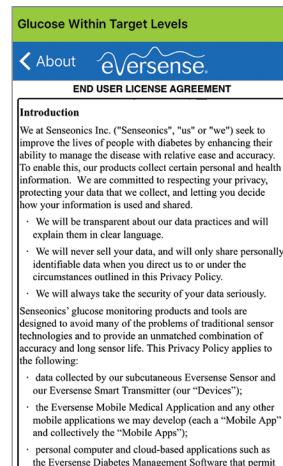 Glucose Within Target Levels
About eversense.
END USER LICENSE AGREEMENT
Introduction
We at Senseonics Inc. ("Senseonics", "us" or "we") seek to
improve the lives of people with diabetes by enhancing their
ability to manage the disease with relative ease and accuracy.
To enable this, our products collect certain personal and health
information. We are committed to respecting your privacy,
protecting your data that we collect, and letting you decide
how your information is used and shared.
· We will be transparent about our data practices and will
explain them in clear language.
· We will never sell your data, and will only share personally
identifiable data when you direct us to or under the
circumstances outlined in this Privacy Policy.
· We will always take the security of your data seriously.
Senseonics' glucose monitoring products and tools are
designed to avoid many of the problems of traditional sensor
technologies and to provide an unmatched combination of
accuracy and long sensor life. This Privacy Policy applies to
the following:
· data collected by our subcutaneous Eversense Sensor and
our Eversense Smart Transmitter (our “Devices”);
· the Eversense Mobile Medical Application and any other
mobile applications we may develop (each a “Mobile App”
and collectively the “Mobile Apps”);
· personal computer and cloud-based applications such as
the Eversense Diabetes Management Software that permit